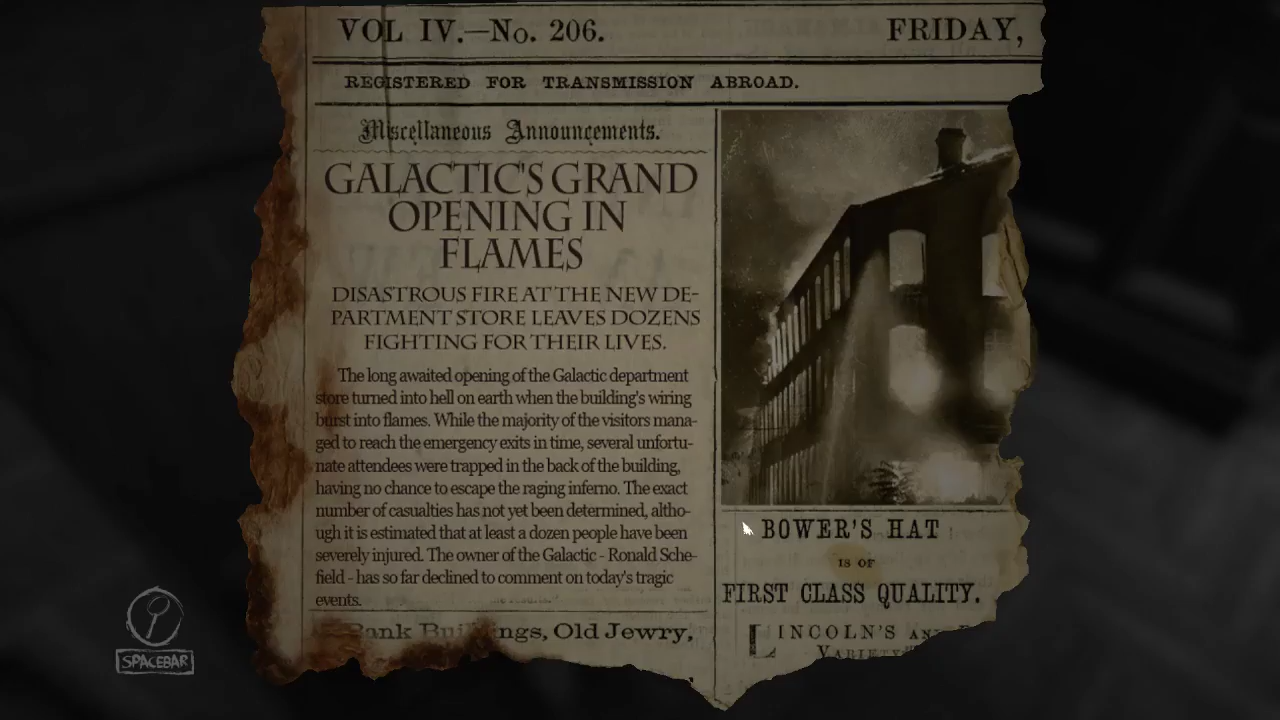 VOL IV.—No. 206.
FRIDAY,
REGISTERED FOR TRANSMISSION ABROAD.
Miscellaneous Announcements.
GALACTIC'S GRAND
OPENING IN
FLAMES
DISASTROUS FIRE AT THE NEW DE-
PARTMENT STORE LEAVES DOZENS
FIGHTING FOR THEIR LIVES.
The long awaited opening of the Galactic department
store turned into hell on earth when the building's wiring
burst into flames. While the majority of the visitors mana-
ged to reach the emergency exits in time, several unfortu-
nate attendees were trapped in the back of the building,
having no chance to escape the raging inferno. The exact
number of casualties has not yet been determined, altho-
ugh it is estimated that at least a dozen people have been
severely injured. The owner of the Galactic - Ronald Sche-
field - has so far declined to comment on today's tragic
events.
Bank Buildings, Old Jewry,
BOWER'S HAT
IS OF
FIRST CLASS QUALITY.
LINCOLN'S AND
VARIETY
SPACEBAR